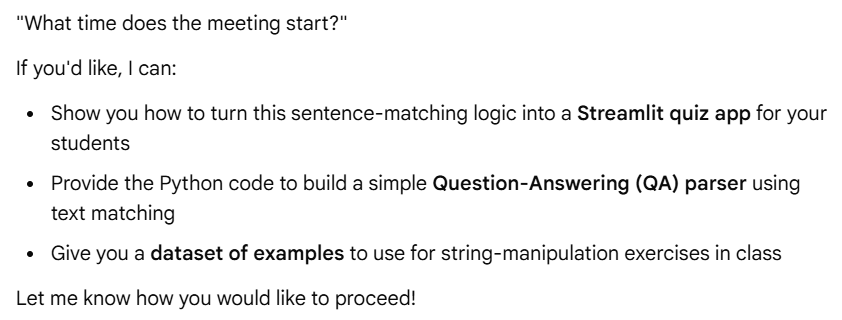 "What time does the meeting start?"
If you'd like, I can:
• Show you how to turn this sentence-matching logic into a Streamlit quiz app for your
students
• Provide the Python code to build a simple Question-Answering (QA) parser using
text matching
• Give you a dataset of examples to use for string-manipulation exercises in class
Let me know how you would like to proceed!